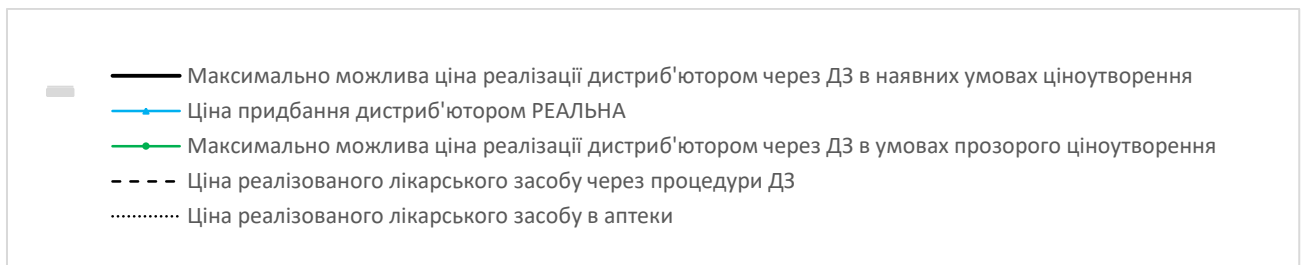 Максимально можлива ціна реалізації дистриб'ютором через ДЗ в наявних умовах ціноутворення
Ціна придбання дистриб'ютором РЕАЛЬНА
Максимально можлива ціна реалізації дистриб'ютором через ДЗ в умовах прозорого ціноутворення
Ціна реалізованого лікарського засобу через процедури ДЗ
Ціна реалізованого лікарського засобу в аптеки